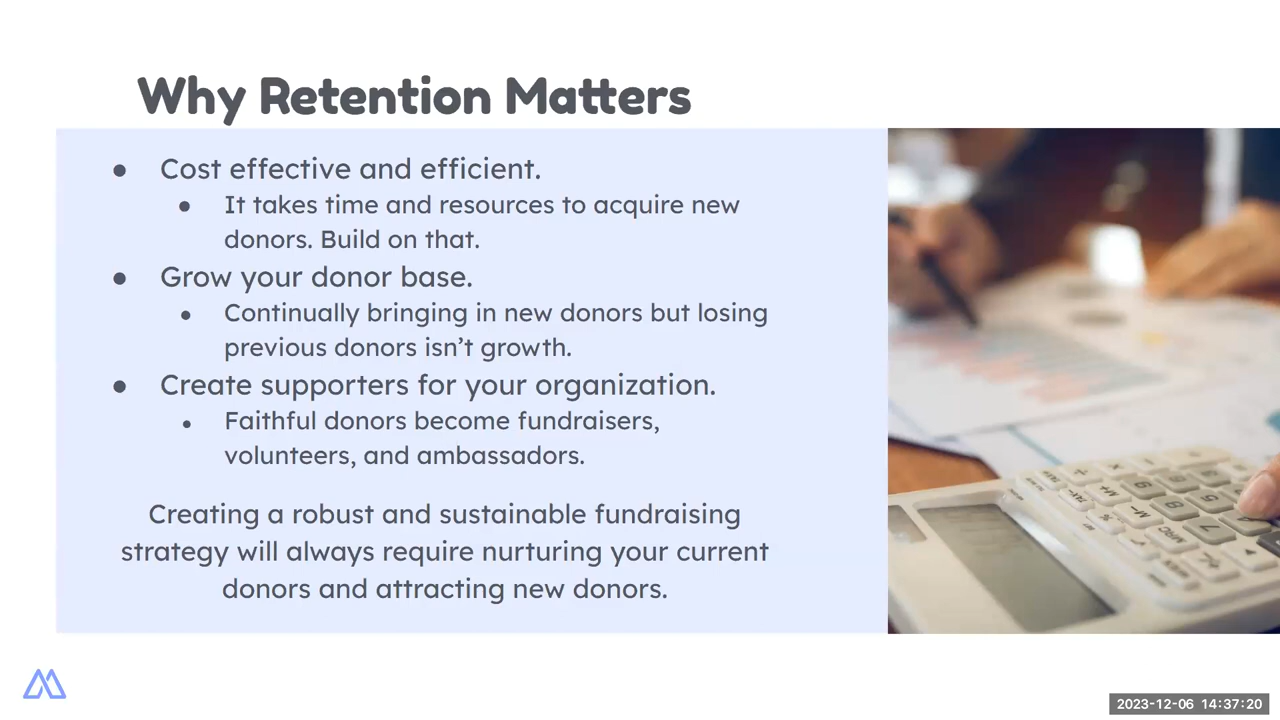 Why Retention Matters
● Cost effective and efficient.
● It takes time and resources to acquire new
donors. Build on that.
● Grow your donor base.
● Continually bringing in new donors but losing
previous donors isn’t growth.
● Create supporters for your organization.
● Faithful donors become fundraisers,
volunteers, and ambassadors.
Creating a robust and sustainable fundraising
strategy will always require nurturing your current
donors and attracting new donors.
2023-12-06 14:37:20